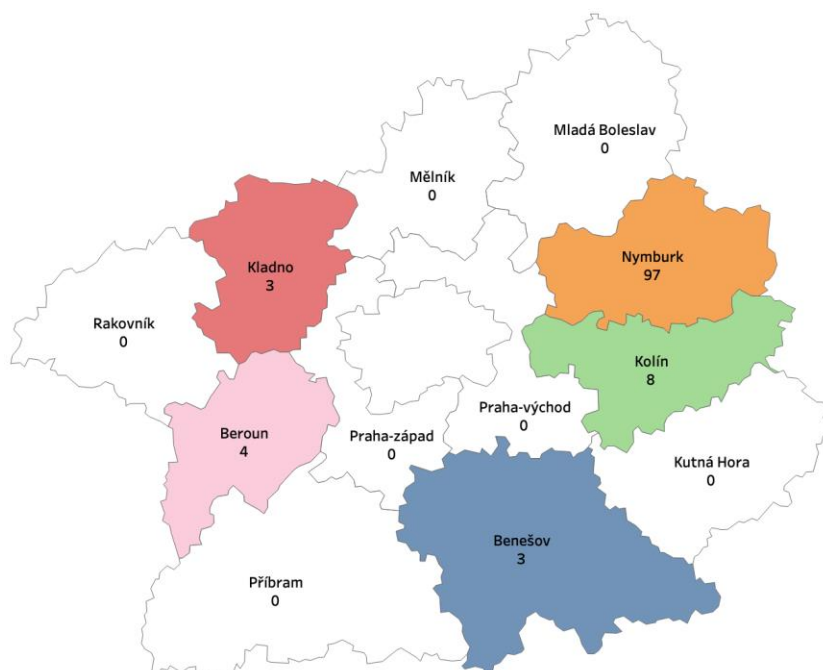 Mladá Boleslav
0
Mělník
0
Nymburk
97
Kladno
3
Rakovník
0
Kolín
8
Praha-východ
0
Beroun
4
Praha-západ
0
Kutná Hora
0
Benešov
3
Příbram
0